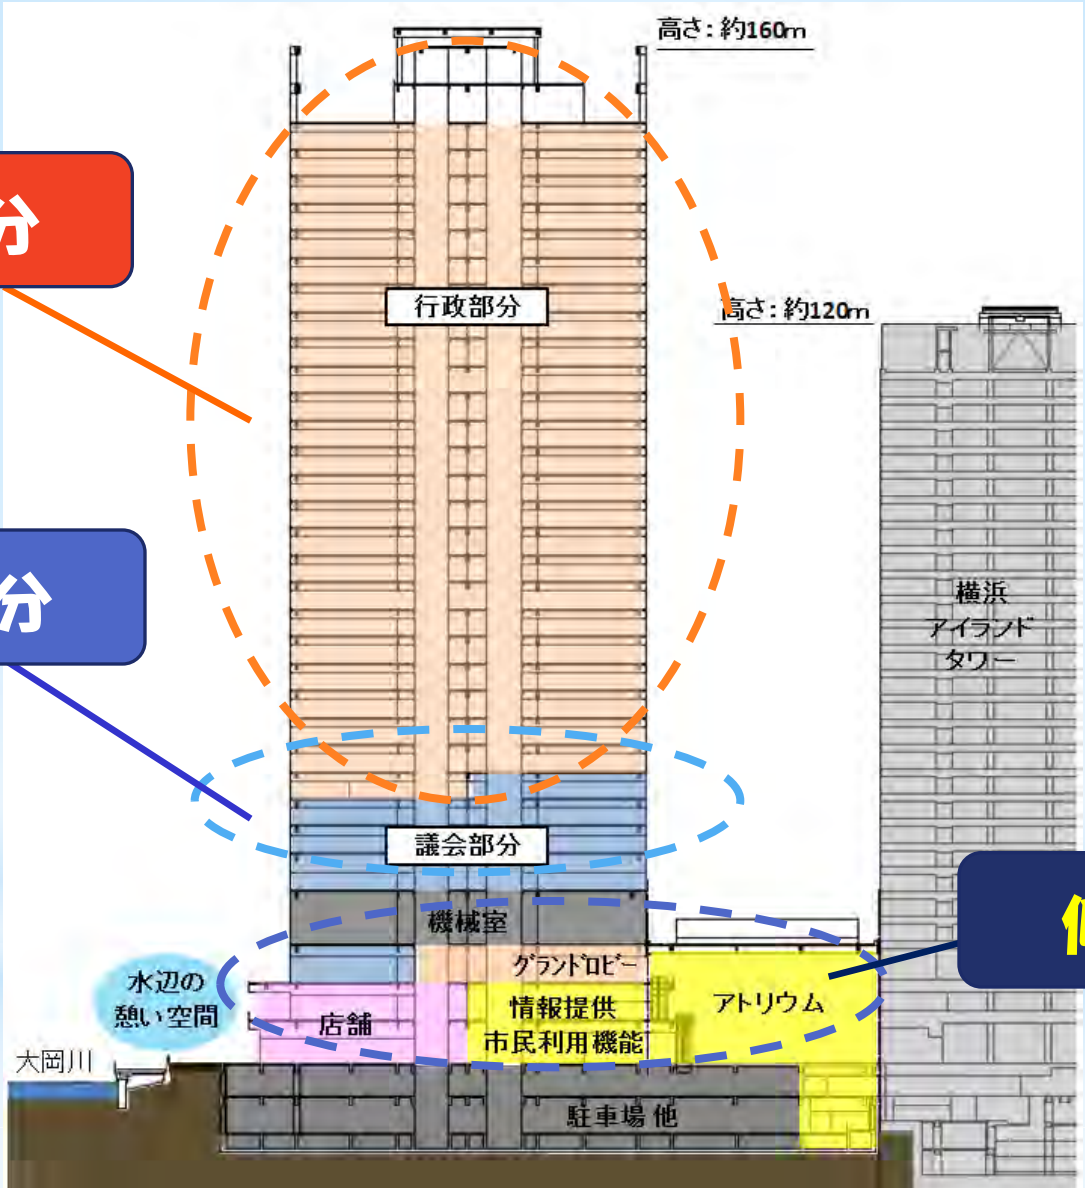 高さ：約160m
分
行政部分
高さ：約120m
分
横浜
アイランド
タワー
議会部分
機械室
グランドロビー
水辺の
憩い空間
店舗
情報提供
市民利用機能
アトリウム
大岡川
駐車場 他